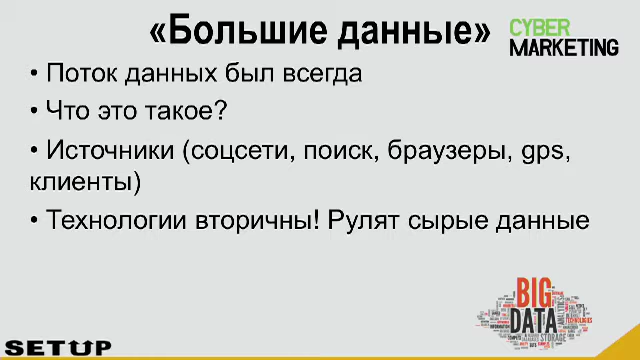 «Большие данные»
CYBER
MARKETING
• Поток данных был всегда
• Что это такое?
• Источники (соцсети, поиск, браузеры, gps,
клиенты)
• Технологии вторичны! Рулят сырые данные
BIG
DATA
STORAGE
SETUP